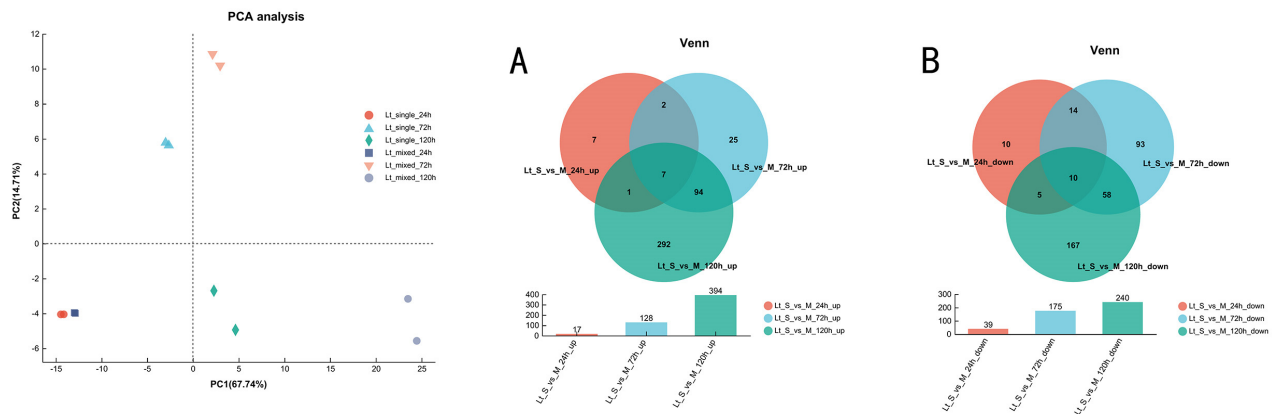 PCA analysis
PC2(14.71%)
12
10
8
6
4
2
0
-2
-4
-6
-15
-10
-5
0
5
10
15
20
25
PC1(67.74%)
Lt_single_24h
Lt_single_72h
Lt_single_120h
Lt_mixed_24h
Lt_mixed_72h
Lt_mixed_120h
A
Venn
2
7
25
Lt_S_vs_M_24h_up
Lt_S_vs_M_72h_up
7
1
94
292
Lt_S_vs_M_120h_up
400
300
200
100
0
17
128
394
Lt_S_vs_M_24h_up
Lt_S_vs_M_72h_up
Lt_S_vs_M_120h_up
Lt_S_vs_M_24h_up
Lt_S_vs_M_72h_up
Lt_S_vs_M_120h_up
B
Venn
14
10
93
Lt_S_vs_M_24h_down
Lt_S_vs_M_72h_down
10
5
58
167
Lt_S_vs_M_120h_down
300
200
100
0
39
175
240
Lt_S_vs_M_24h_down
Lt_S_vs_M_72h_down
Lt_S_vs_M_120h_down
Lt_S_vs_M_24h_down
Lt_S_vs_M_72h_down
Lt_S_vs_M_120h_down